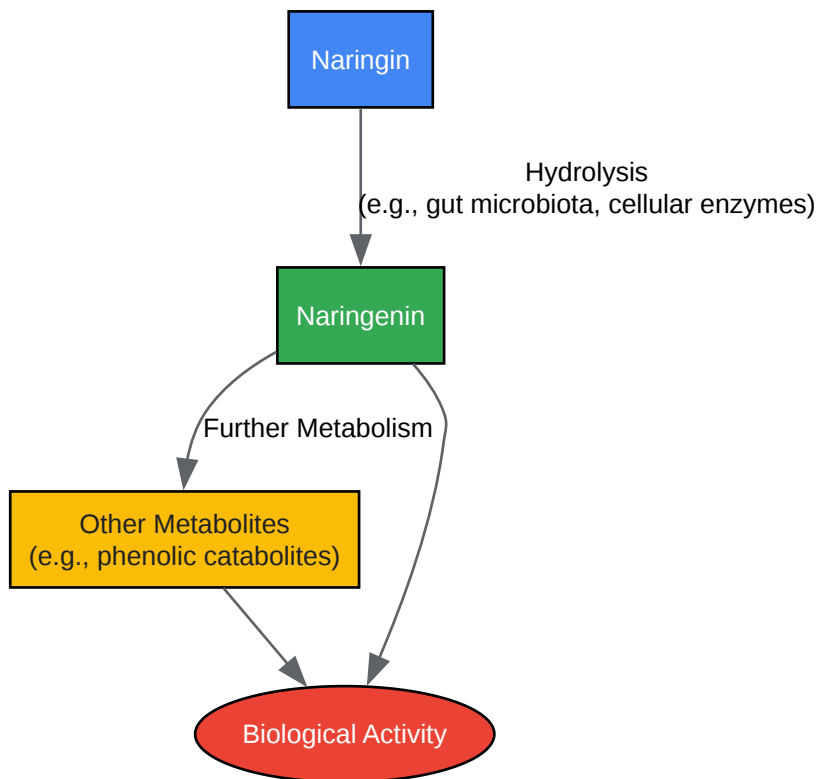 Naringin
Hydrolysis
(e.g., gut microbiota, cellular enzymes)
Naringenin
Further Metabolism
Other Metabolites
(e.g., phenolic catabolites)
Biological Activity